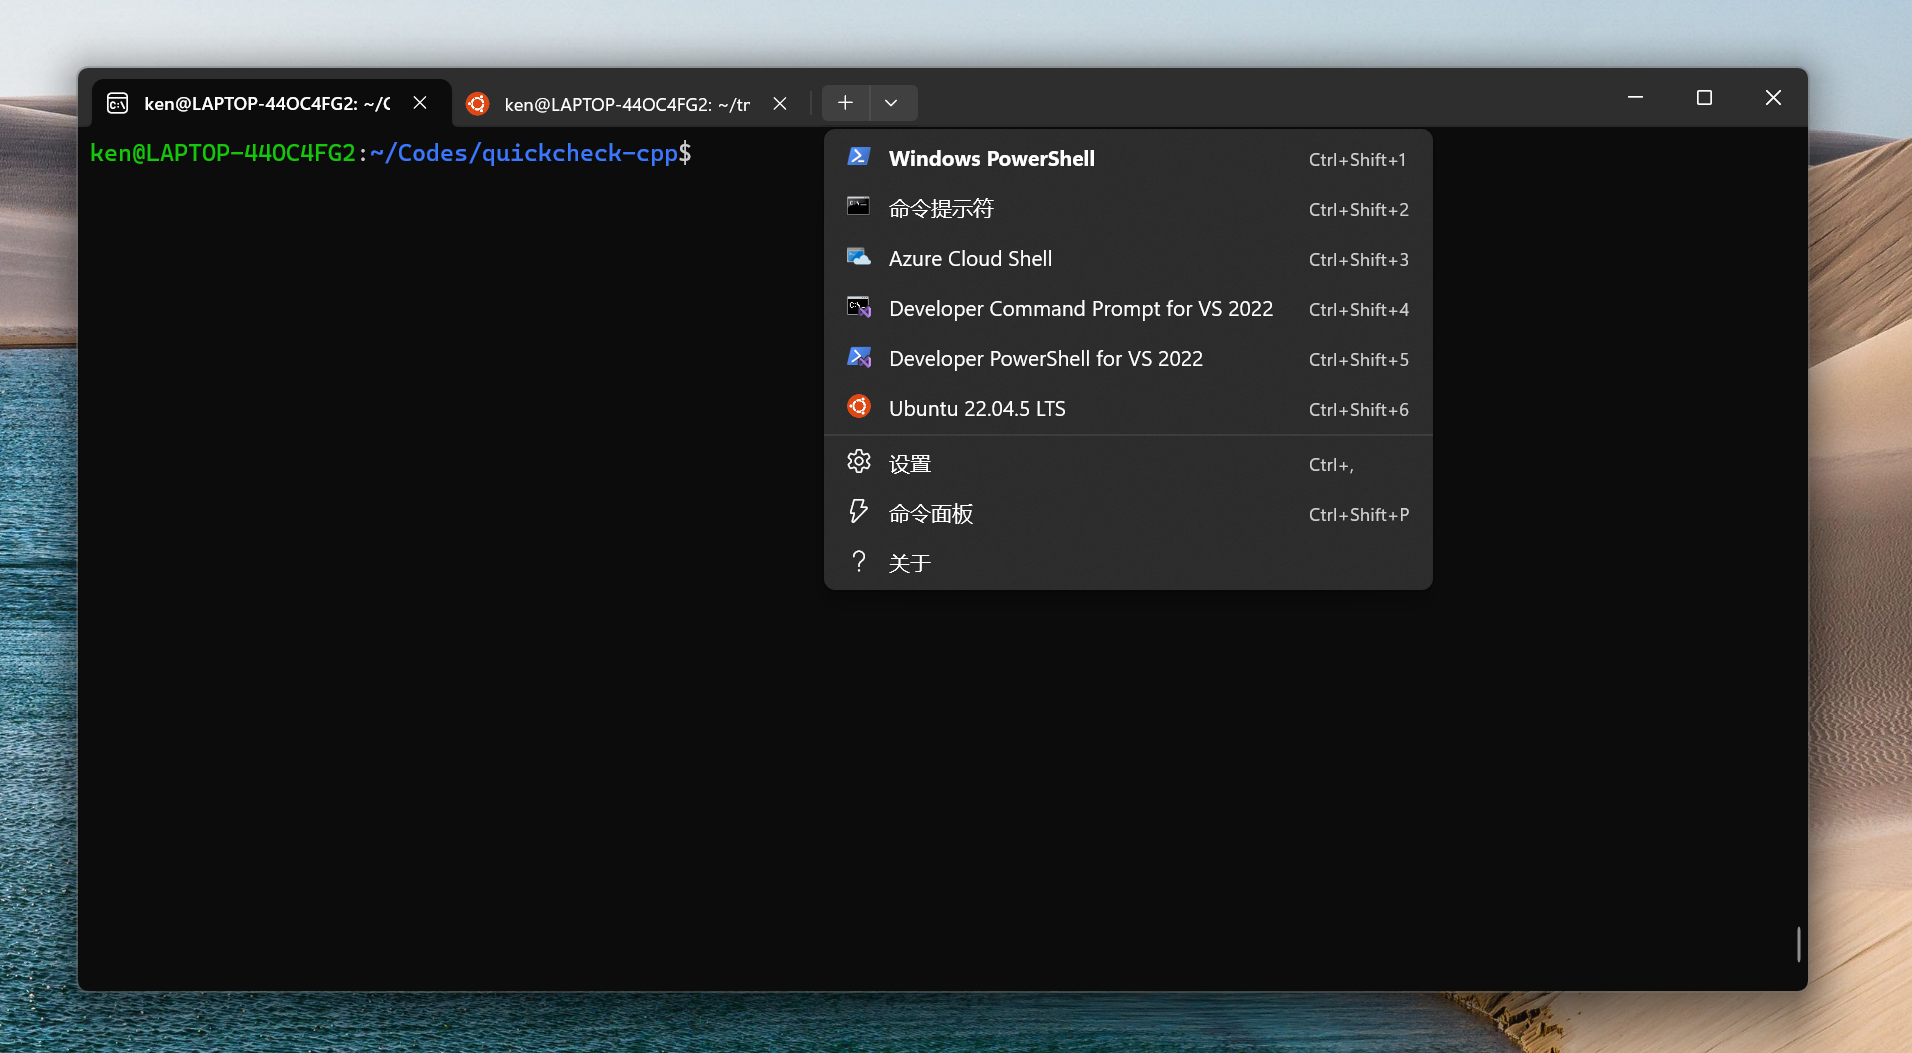 ken@LAPTOP-44OC4FG2: ~/C
ken@LAPTOP-44OC4FG2: ~/tr
ken@LAPTOP-44OC4FG2:~/Codes/quickcheck-cpp$
Windows PowerShell Ctrl+Shift+1
命令提示符 Ctrl+Shift+2
Azure Cloud Shell Ctrl+Shift+3
Developer Command Prompt for VS 2022 Ctrl+Shift+4
Developer PowerShell for VS 2022 Ctrl+Shift+5
Ubuntu 22.04.5 LTS Ctrl+Shift+6
设置 Ctrl+,
命令面板 Ctrl+Shift+P
关于